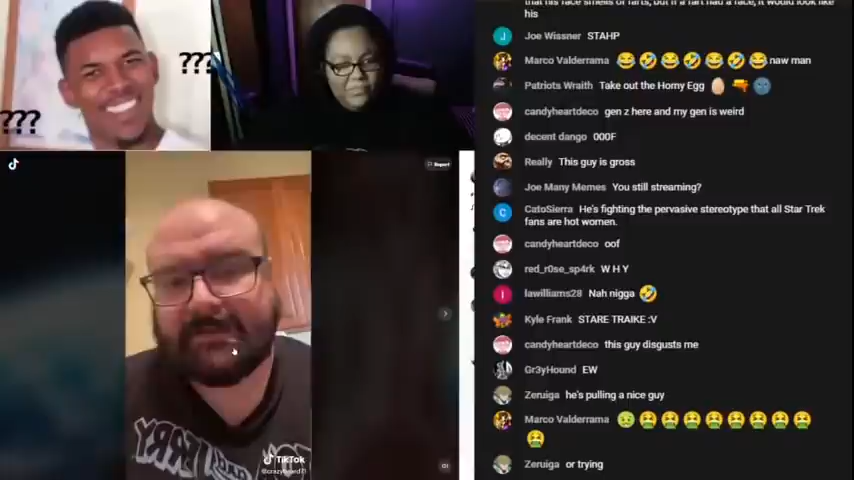 ???
???
Report
TikTok
that his face smells of farts, but if a fart had a face, it would look like
his
J Joe Wissner STAHP
Marco Valderrama 😂🤣😂🤣😂🤣😂 naw man
Patriots Wraith Take out the Horny Egg 🥚 🔫 🌚
candyheartdeco gen z here and my gen is weird
decent dango 000F
Really This guy is gross
Joe Many Memes You still streaming?
C CatoSierra He's fighting the pervasive stereotype that all Star Trek
fans are hot women.
candyheartdeco oof
red_r0se_sp4rk W H Y
l lawilliams28 Nah nigga 🤣
Kyle Frank STARE TRAIKE :V
candyheartdeco this guy disgusts me
Gr3yHound EW
Zeruiga he's pulling a nice guy
Marco Valderrama 🤢🤮🤮🤮🤮🤮🤮🤮🤮
🤮
Zeruiga or trying